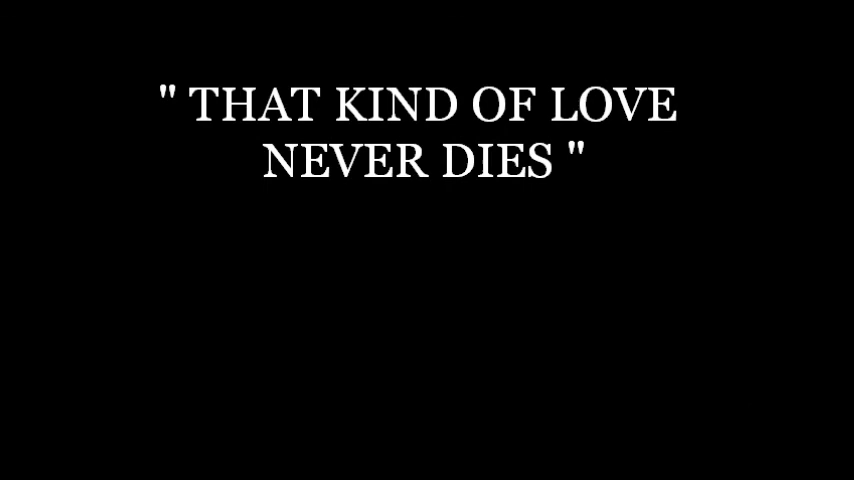 " THAT KIND OF LOVE
NEVER DIES "